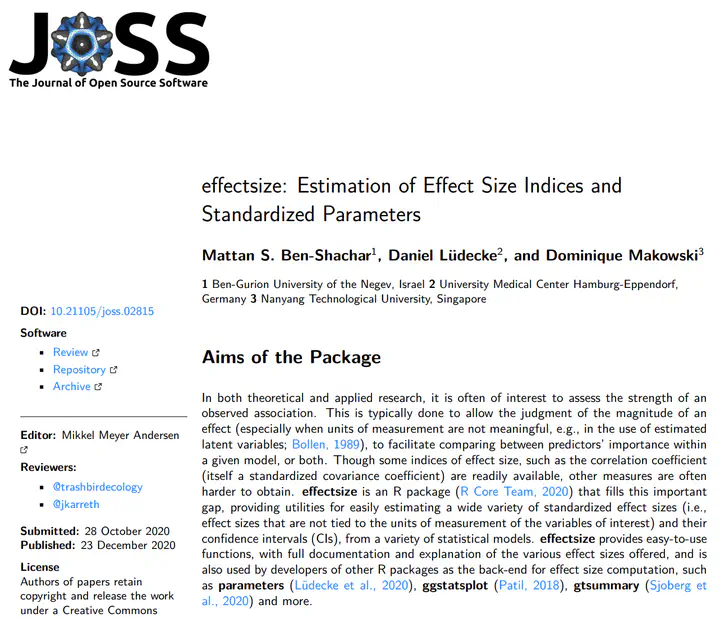 JOSS
The Journal of Open Source Software
effectsize: Estimation of Effect Size Indices and
Standardized Parameters
Mattan S. Ben-Shachar1, Daniel Lüdecke2, and Dominique Makowski3
1 Ben-Gurion University of the Negev, Israel 2 University Medical Center Hamburg-Eppendorf,
Germany 3 Nanyang Technological University, Singapore
DOI: 10.21105/joss.02815
Software
▪ Review
▪ Repository
▪ Archive
Editor: Mikkel Meyer Andersen
Reviewers:
▪ @trashbirdecology
▪ @jkarreth
Submitted: 28 October 2020
Published: 23 December 2020
License
Authors of papers retain
copyright and release the work
under a Creative Commons
Aims of the Package
In both theoretical and applied research, it is often of interest to assess the strength of an
observed association. This is typically done to allow the judgment of the magnitude of an
effect (especially when units of measurement are not meaningful, e.g., in the use of estimated
latent variables; Bollen, 1989), to facilitate comparing between predictors' importance within
a given model, or both. Though some indices of effect size, such as the correlation coefficient
(itself a standardized covariance coefficient) are readily available, other measures are often
harder to obtain. effectsize is an R package (R Core Team, 2020) that fills this important
gap, providing utilities for easily estimating a wide variety of standardized effect sizes (i.e.,
effect sizes that are not tied to the units of measurement of the variables of interest) and their
confidence intervals (CIs), from a variety of statistical models. effectsize provides easy-to-use
functions, with full documentation and explanation of the various effect sizes offered, and is
also used by developers of other R packages as the back-end for effect size computation, such
as parameters (Lüdecke et al., 2020), ggstatsplot (Patil, 2018), gtsummary (Sjoberg et
al., 2020) and more.